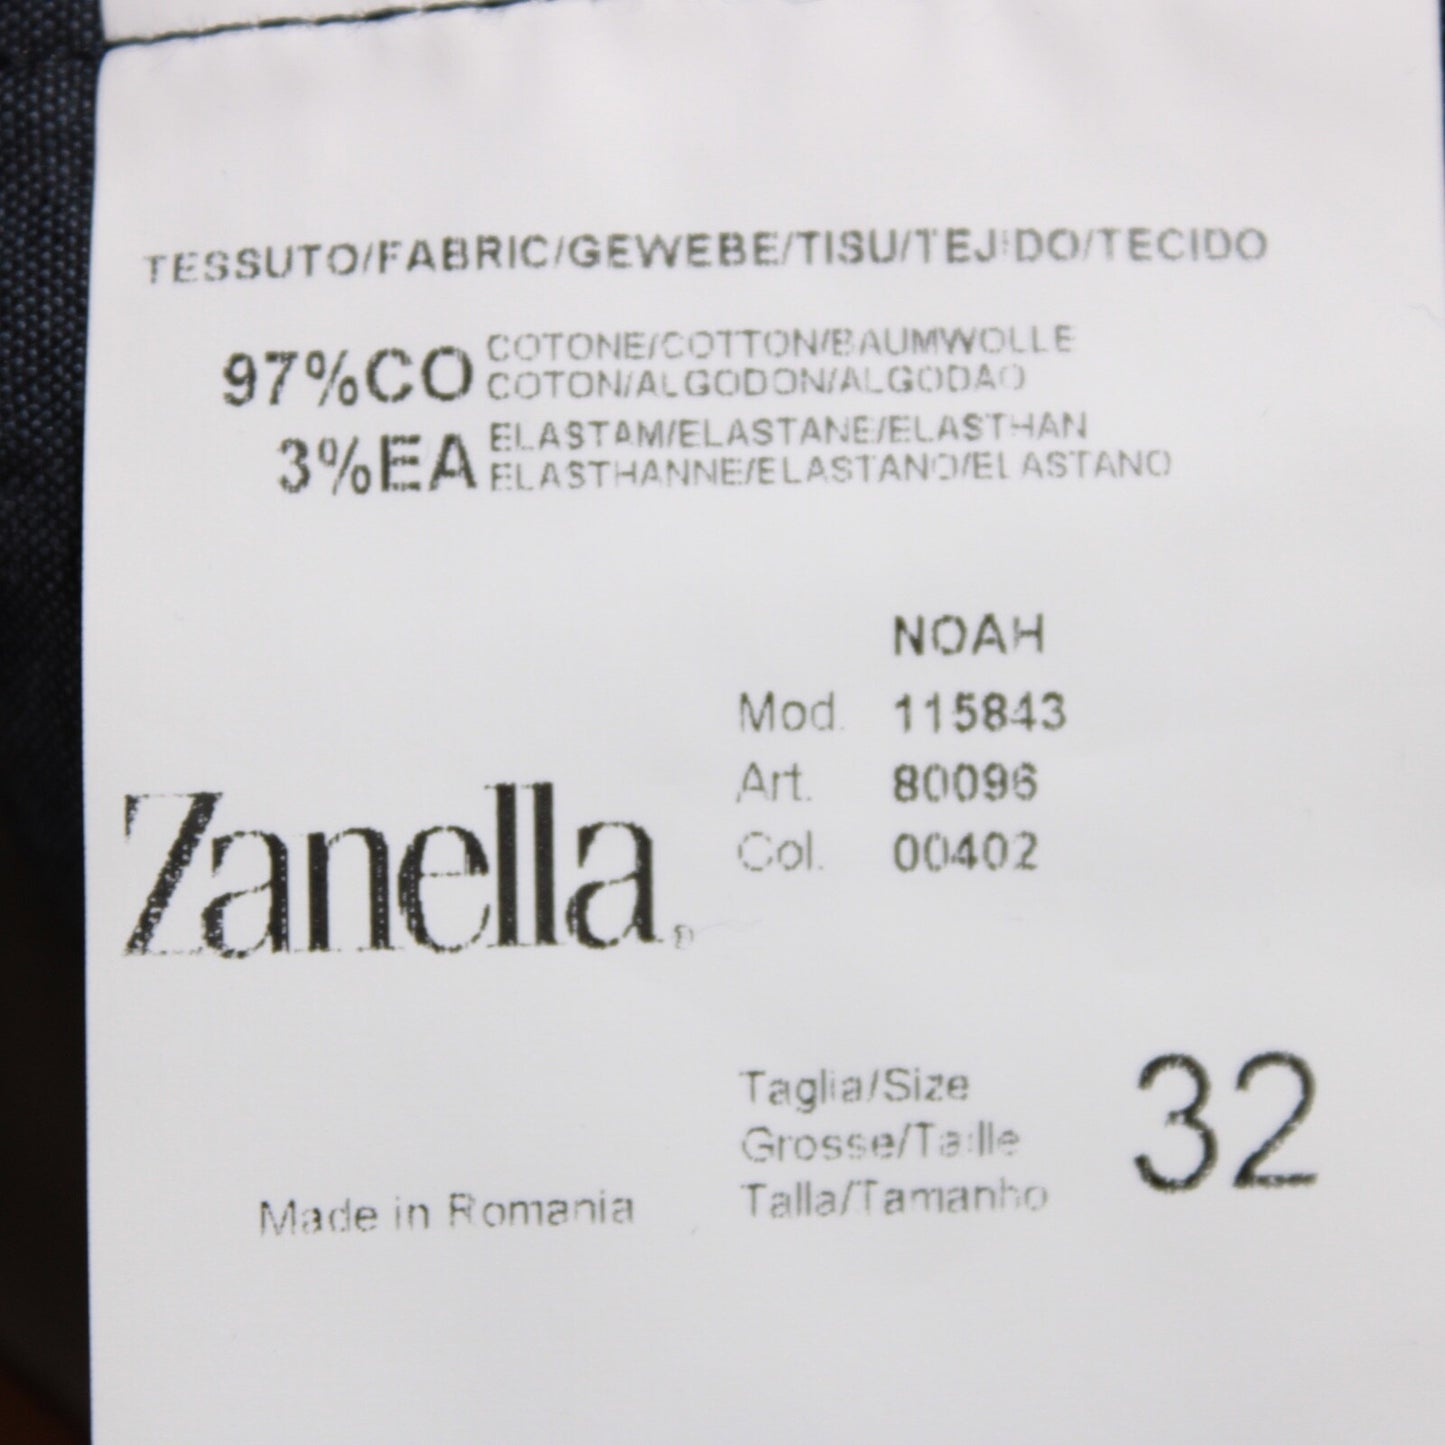 TESSUTO/FABRIC/GEWEBE/TISU/TEJIDO/TECIDO
97%CO COTONE/COTTON/BAUMWOLLE
COTON/ALGODON/ALGODAO
3%EA ELASTAM/ELASTANE/ELASTHAN
ELASTHANNE/ELASTANO/ELASTANO
NOAH
Mod. 115843
Art. 80096
Col. 00402
Zanella®
Taglia/Size
Grosse/Taille
Talla/Tamanho
32
Made in Romania